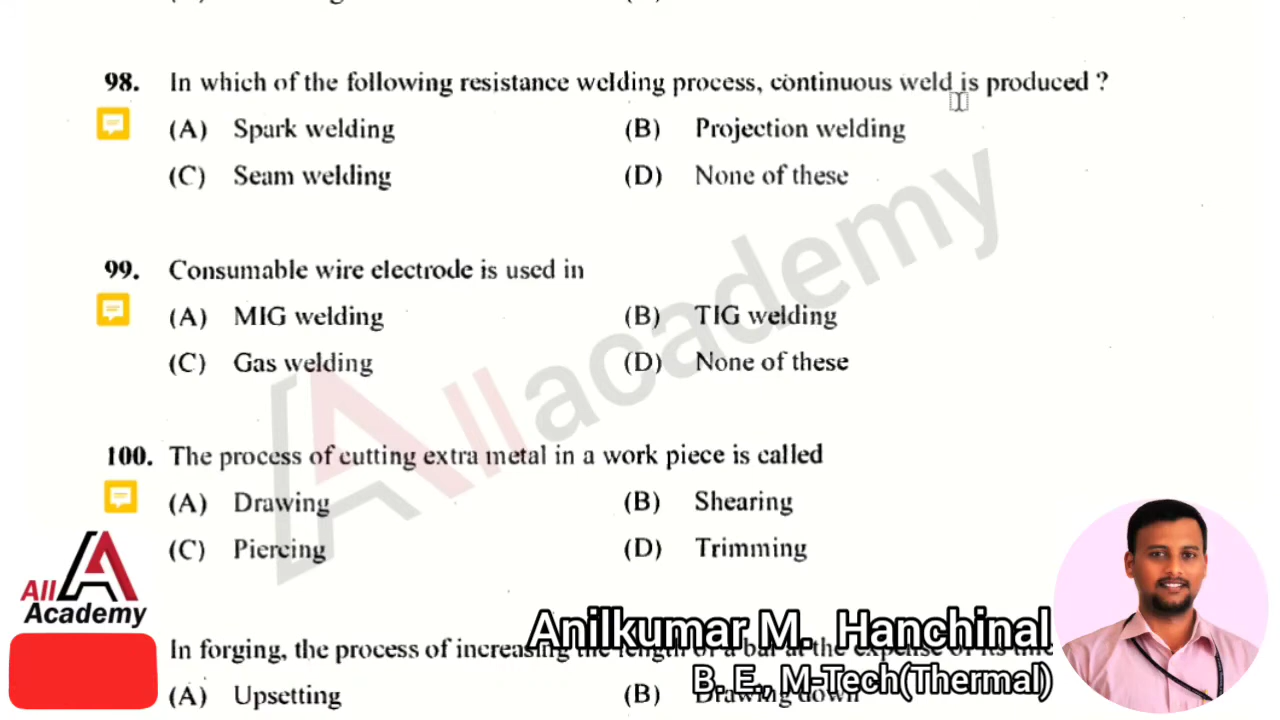 98. In which of the following resistance welding process, continuous weld is produced ?
(A) Spark welding (B) Projection welding
(C) Seam welding (D) None of these
99. Consumable wire electrode is used in
(A) MIG welding (B) TIG welding
(C) Gas welding (D) None of these
100. The process of cutting extra metal in a work piece is called
(A) Drawing (B) Shearing
(C) Piercing (D) Trimming
In forging, the process of increasing the length of a bar at the expense of its
(A) Upsetting (B) Drawing down
All academy
All
Academy
Anilkumar M. Hanchinal
B. E., M-Tech(Thermal)